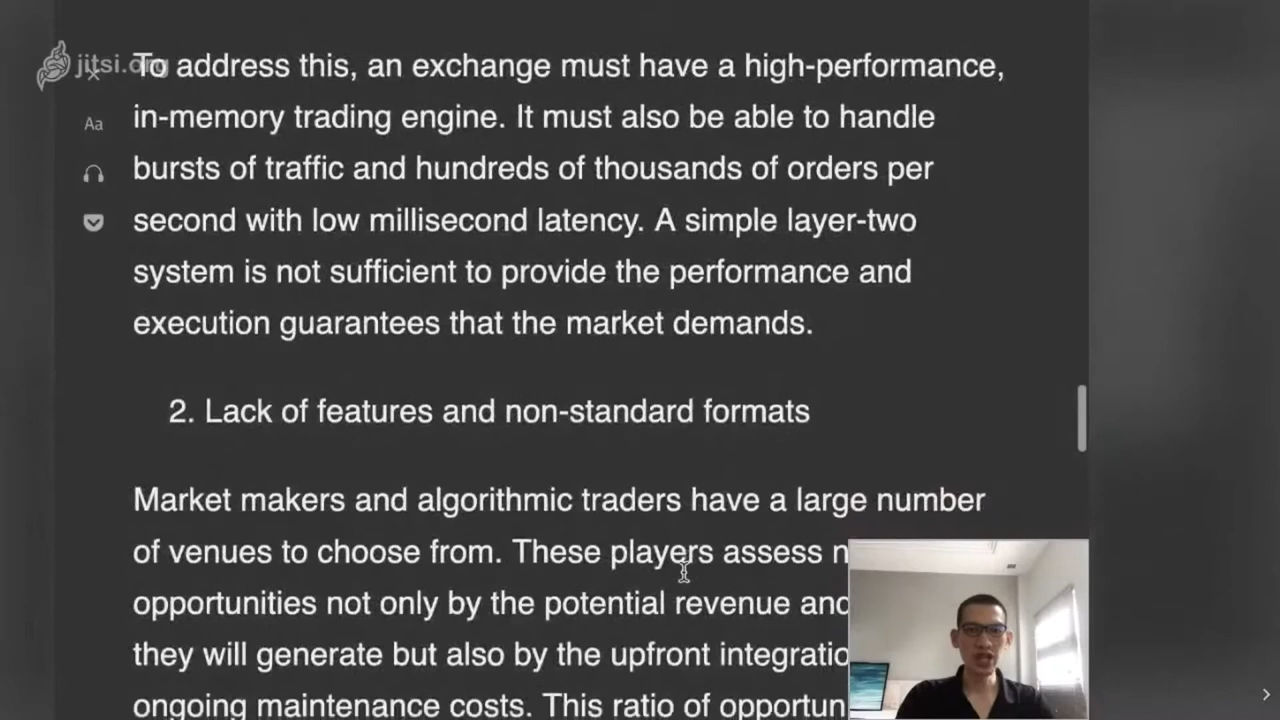 jitsi.org
To address this, an exchange must have a high-performance,
Aa
in-memory trading engine. It must also be able to handle
bursts of traffic and hundreds of thousands of orders per
second with low millisecond latency. A simple layer-two
system is not sufficient to provide the performance and
execution guarantees that the market demands.
2. Lack of features and non-standard formats
Market makers and algorithmic traders have a large number
of venues to choose from. These players assess
opportunities not only by the potential revenue and
they will generate but also by the upfront
ongoing maintenance costs. This ratio of